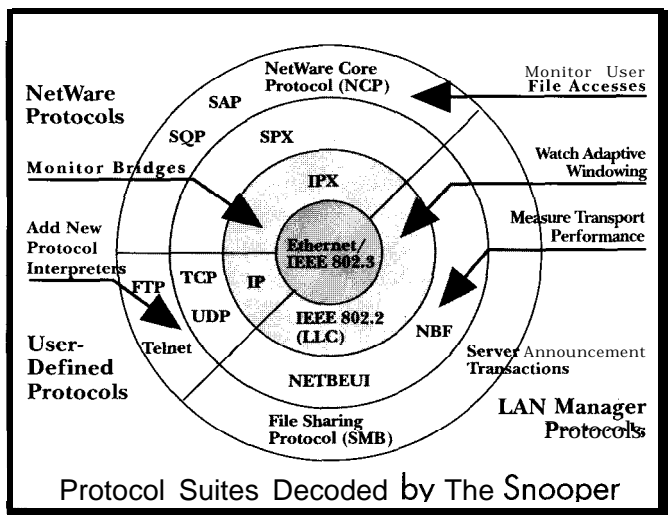 NetWare Core
Protocol (NCP)
Monitor User
File Accesses
NetWare
Protocols
SAP
SQP
SPX
Monitor Bridges
IPX
Watch Adaptive
Windowing
Add New
Protocol
Interpreters
Ethernet/
IEEE 802.3
Measure Transport
Performance
FTP
TCP
IP
UDP
Telnet
IEEE 802.2
(LLC)
NBF
User-
Defined
Protocols
NETBEUI
Server Announcement
Transactions
File Sharing
Protocol (SMB)
LAN Manager
Protocols
Protocol Suites Decoded by The Snooper